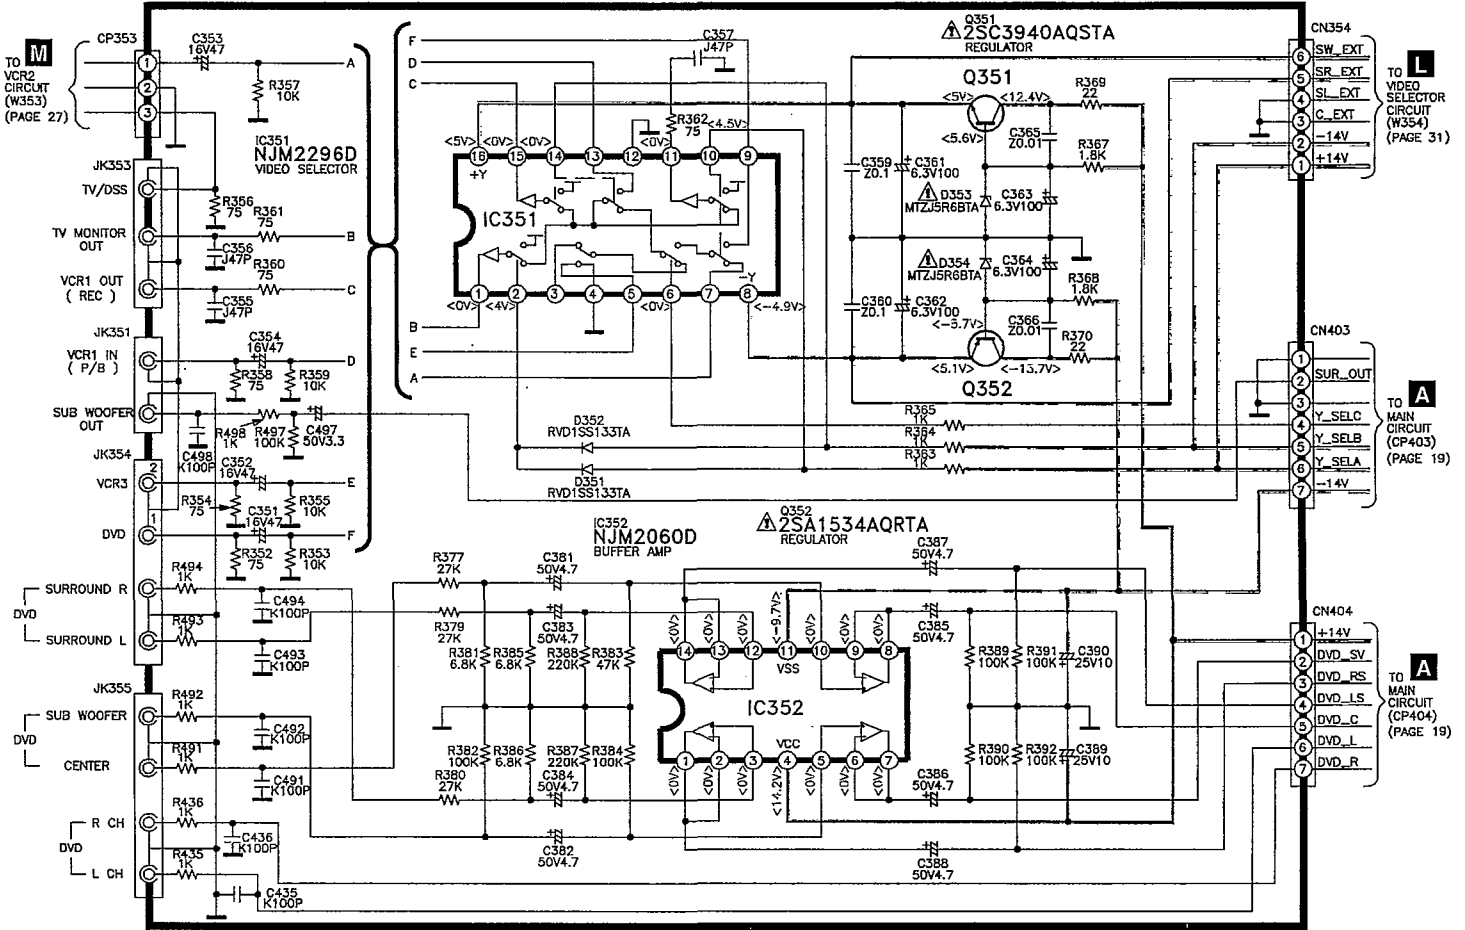 TO M
VCR2
CIRCUIT
(W353)
(PAGE 27)
CP353
1
2
3
C353
16V47
R357
10K
A
JK353
TV/DSS
R356
75
TV MONITOR
OUT
R361
75
B
C356
J47P
VCR1 OUT
( REC )
R360
75
C
C355
J47P
JK351
VCR1 IN
( P/B )
C354
16V47
R358
75
R359
10K
D
SUB WOOFER
OUT
C498
K100P
R498
1K
R497
100K
C497
50V3.3
JK354
2
VCR3
C352
16V47
R354
75
R355
10K
E
1
DVD
C351
16V47
R352
75
R353
10K
F
DVD
SURROUND R
R494
1K
C494
K100P
SURROUND L
R493
1K
C493
K100P
JK355
DVD
SUB WOOFER
R492
1K
C492
K100P
CENTER
R491
1K
C491
K100P
DVD
R CH
R436
1K
C436
K100P
L CH
R435
1K
C435
K100P
IC351
NJM2296D
VIDEO SELECTOR
F
D
C
B
E
A
C357
J47P
R362
75
<4.5V>
<5V> <0V> <0V> <0V>
16 15 14 13 12 11 10 9
+Y
IC351
-Y
1 2 3 4 5 6 7 8
<0V> <4V> <0V> <-4.9V>
Q351
2SC3940AQSTA
REGULATOR
Q351
<5V> <12.4V>
<5.6V>
R369
22
C365
Z0.01
R367
1.8K
C359
Z0.1
C361
6.3V100
D353
MTZJ5R6BTA
C363
6.3V100
D354
MTZJ5R6BTA
C364
6.3V100
R368
1.8K
C360
Z0.1
C362
6.3V100
<-5.7V>
C366
Z0.01
R370
22
<5.1V> <-13.7V>
Q352
R365
1K
R364
1K
R363
1K
D352
RVD1SS133TA
D351
RVD1SS133TA
IC352
NJM2060D
BUFFER AMP
Q352
2SA1534AQRTA
REGULATOR
R377
27K
C381
50V4.7
R379
27K
C383
50V4.7
R381
6.8K
R385
6.8K
R388
220K
R383
47K
R382
100K
R386
6.8K
R387
220K
R384
100K
R380
27K
C384
50V4.7
C382
50V4.7
<0V> <0V> <0V> <-9.7V> <0V> <0V> <0V>
14 13 12 11 10 9 8
VSS
IC352
VCC
1 2 3 4 5 6 7
<0V> <0V> <0V> <14.2V> <0V> <0V> <0V>
C387
50V4.7
C385
50V4.7
R389
100K
R391
100K
C390
25V10
R390
100K
R392
100K
C389
25V10
C386
50V4.7
C388
50V4.7
CN354
6 SW_EXT
5 SR_EXT
4 SL_EXT
3 C_EXT
2 -14V
1 +14V
TO L
VIDEO
SELECTOR
CIRCUIT
(W354)
(PAGE 31)
CN403
1
2 SUR_OUT
3
4 Y_SELC
5 Y_SELB
6 Y_SELA
7 -14V
TO A
MAIN
CIRCUIT
(CP403)
(PAGE 19)
CN404
1 +14V
2 DVD_SV
3 DVD_RS
4 DVD_LS
5 DVD_C
6 DVD_L
7 DVD_R
TO A
MAIN
CIRCUIT
(CP404)
(PAGE 19)